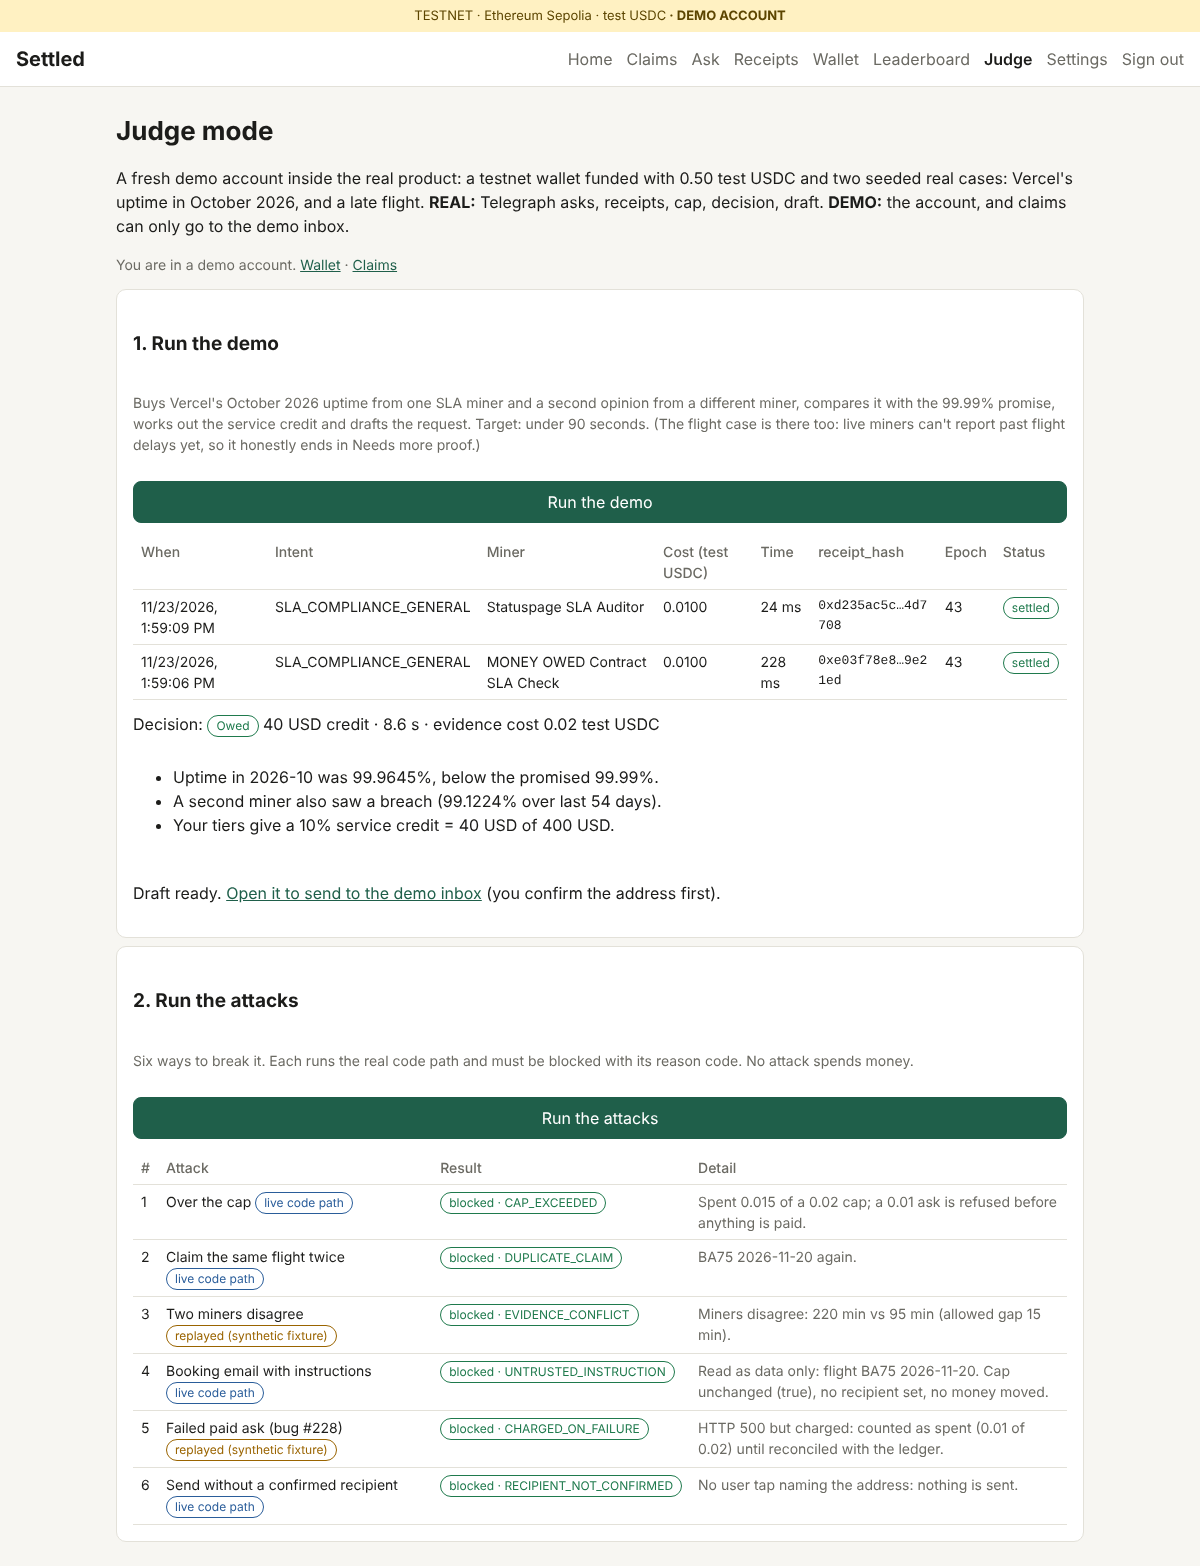 TESTNET · Ethereum Sepolia · test USDC · DEMO ACCOUNT
Settled
Home Claims Ask Receipts Wallet Leaderboard Judge Settings Sign out
Judge mode
A fresh demo account inside the real product: a testnet wallet funded with 0.50 test USDC and two seeded real cases: Vercel's
uptime in October 2026, and a late flight. REAL: Telegraph asks, receipts, cap, decision, draft. DEMO: the account, and claims
can only go to the demo inbox.
You are in a demo account. Wallet · Claims
1. Run the demo
Buys Vercel's October 2026 uptime from one SLA miner and a second opinion from a different miner, compares it with the 99.99% promise,
works out the service credit and drafts the request. Target: under 90 seconds. (The flight case is there too: live miners can't report past flight
delays yet, so it honestly ends in Needs more proof.)
Run the demo
When Intent Miner Cost (test Time receipt_hash Epoch Status
USDC)
11/23/2026, SLA_COMPLIANCE_GENERAL Statuspage SLA Auditor 0.0100 24 ms 0xd235ac5c…4d7 43 settled
1:59:09 PM 708
11/23/2026, SLA_COMPLIANCE_GENERAL MONEY OWED Contract 0.0100 228 0xe03f78e8…9e2 43 settled
1:59:06 PM SLA Check ms 1ed
Decision: Owed 40 USD credit · 8.6 s · evidence cost 0.02 test USDC
• Uptime in 2026-10 was 99.9645%, below the promised 99.99%.
• A second miner also saw a breach (99.1224% over last 54 days).
• Your tiers give a 10% service credit = 40 USD of 400 USD.
Draft ready. Open it to send to the demo inbox (you confirm the address first).
2. Run the attacks
Six ways to break it. Each runs the real code path and must be blocked with its reason code. No attack spends money.
Run the attacks
# Attack Result Detail
1 Over the cap live code path blocked · CAP_EXCEEDED Spent 0.015 of a 0.02 cap; a 0.01 ask is refused before
anything is paid.
2 Claim the same flight twice blocked · DUPLICATE_CLAIM BA75 2026-11-20 again.
live code path
3 Two miners disagree blocked · EVIDENCE_CONFLICT Miners disagree: 220 min vs 95 min (allowed gap 15
replayed (synthetic fixture) min).
4 Booking email with instructions blocked · UNTRUSTED_INSTRUCTION Read as data only: flight BA75 2026-11-20. Cap
live code path unchanged (true), no recipient set, no money moved.
5 Failed paid ask (bug #228) blocked · CHARGED_ON_FAILURE HTTP 500 but charged: counted as spent (0.01 of
replayed (synthetic fixture) 0.02) until reconciled with the ledger.
6 Send without a confirmed recipient blocked · RECIPIENT_NOT_CONFIRMED No user tap naming the address: nothing is sent.
live code path